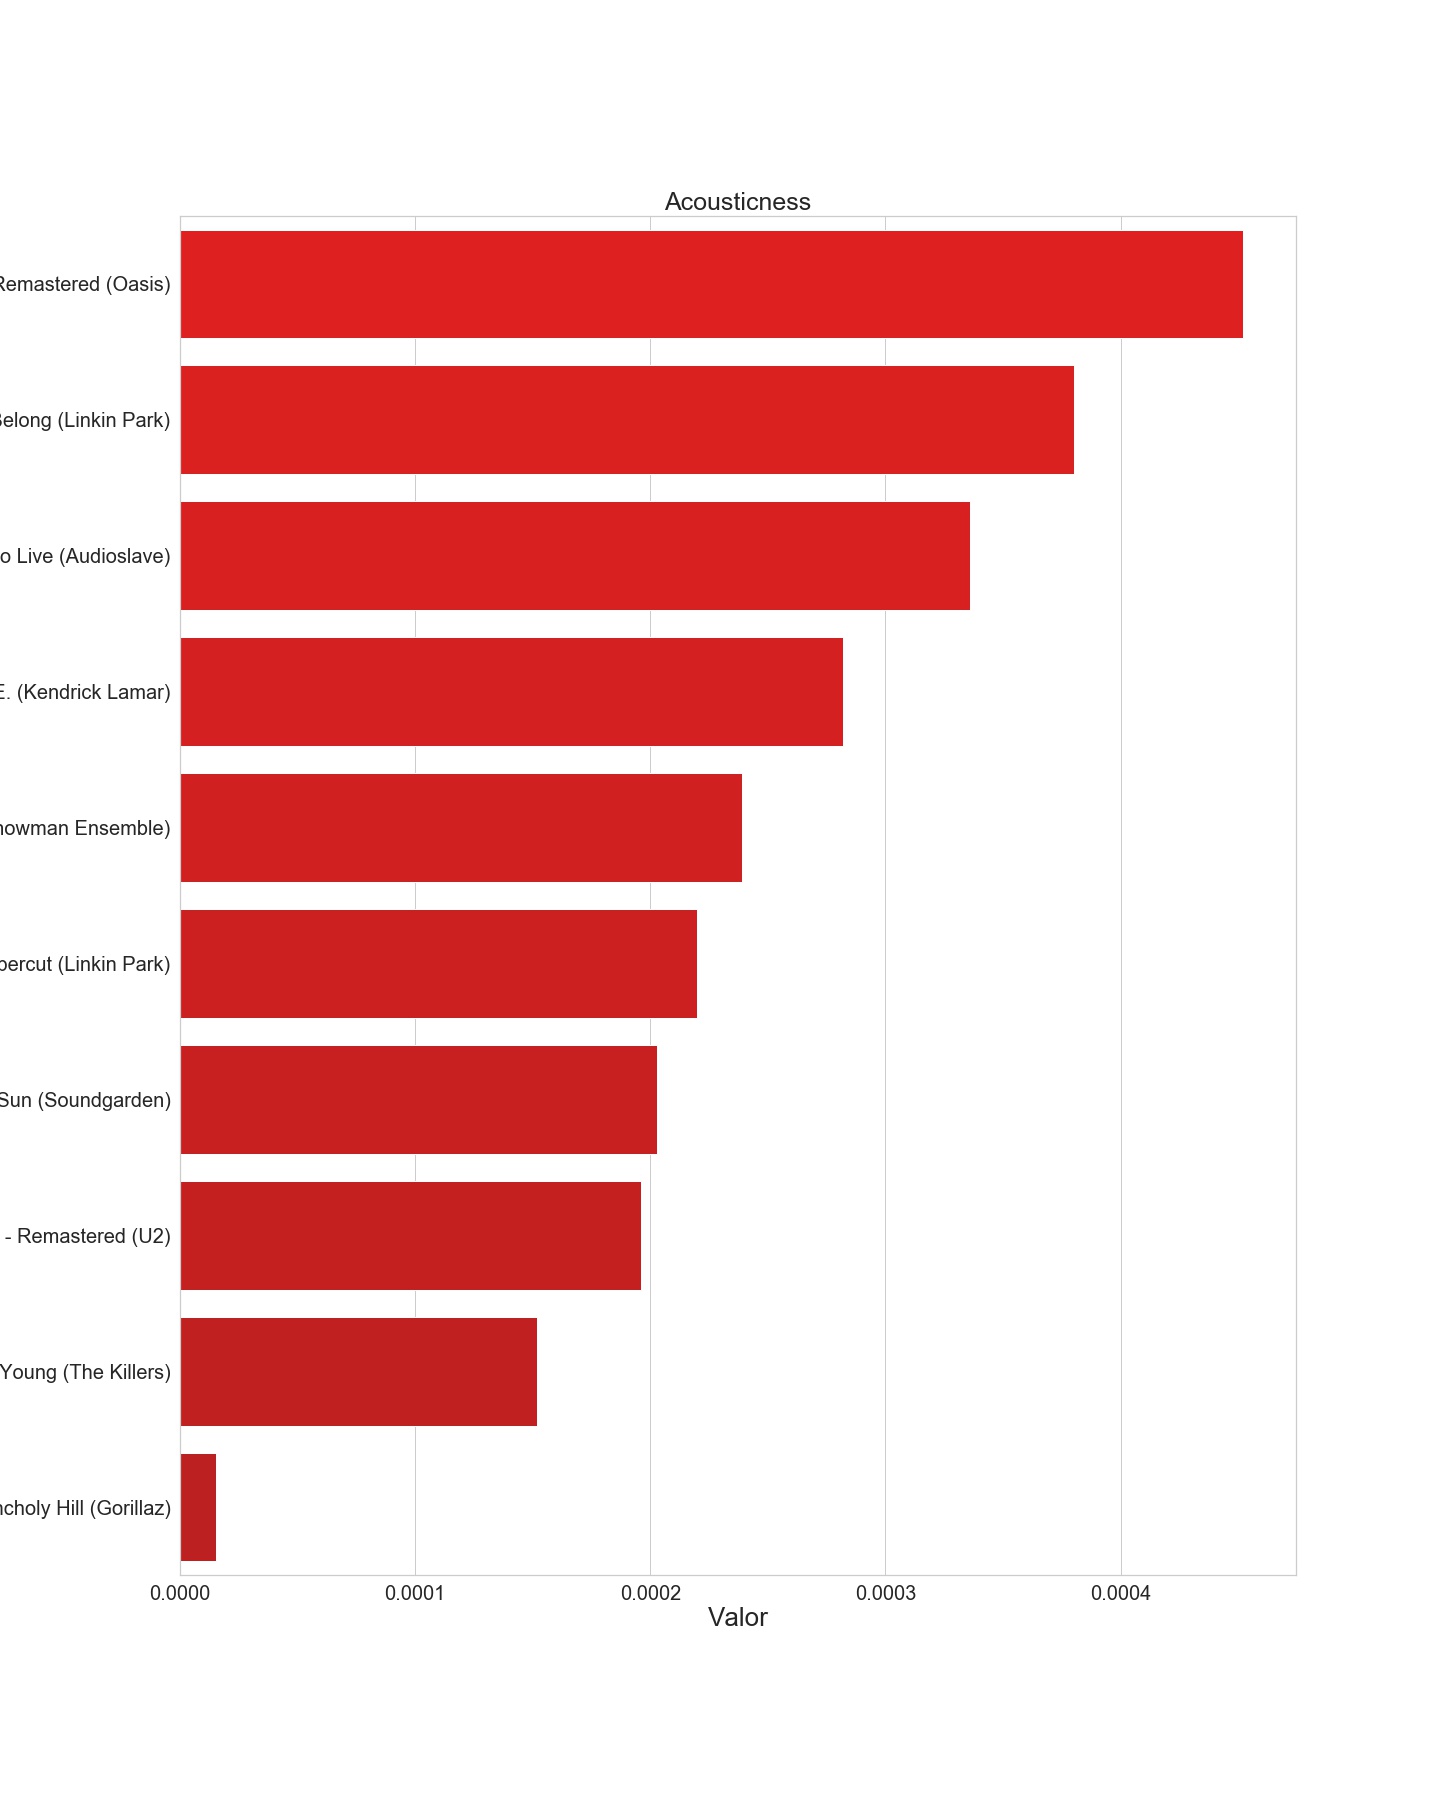 Acousticness
Remastered (Oasis)
Belong (Linkin Park)
o Live (Audioslave)
E. (Kendrick Lamar)
howman Ensemble)
percut (Linkin Park)
Sun (Soundgarden)
- Remastered (U2)
Young (The Killers)
ncholy Hill (Gorillaz)
0.0000 0.0001 0.0002 0.0003 0.0004
Valor